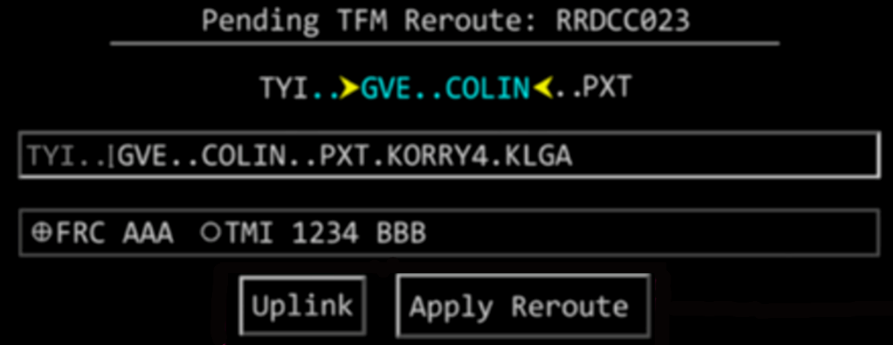 Pending TFM Reroute: RRDCC023
TYI..➤GVE..COLIN⮜..PXT
TYI..[GVE..COLIN..PXT.KORRY4.KLGA
⊕FRC AAA ○TMI 1234 BBB
Uplink Apply Reroute